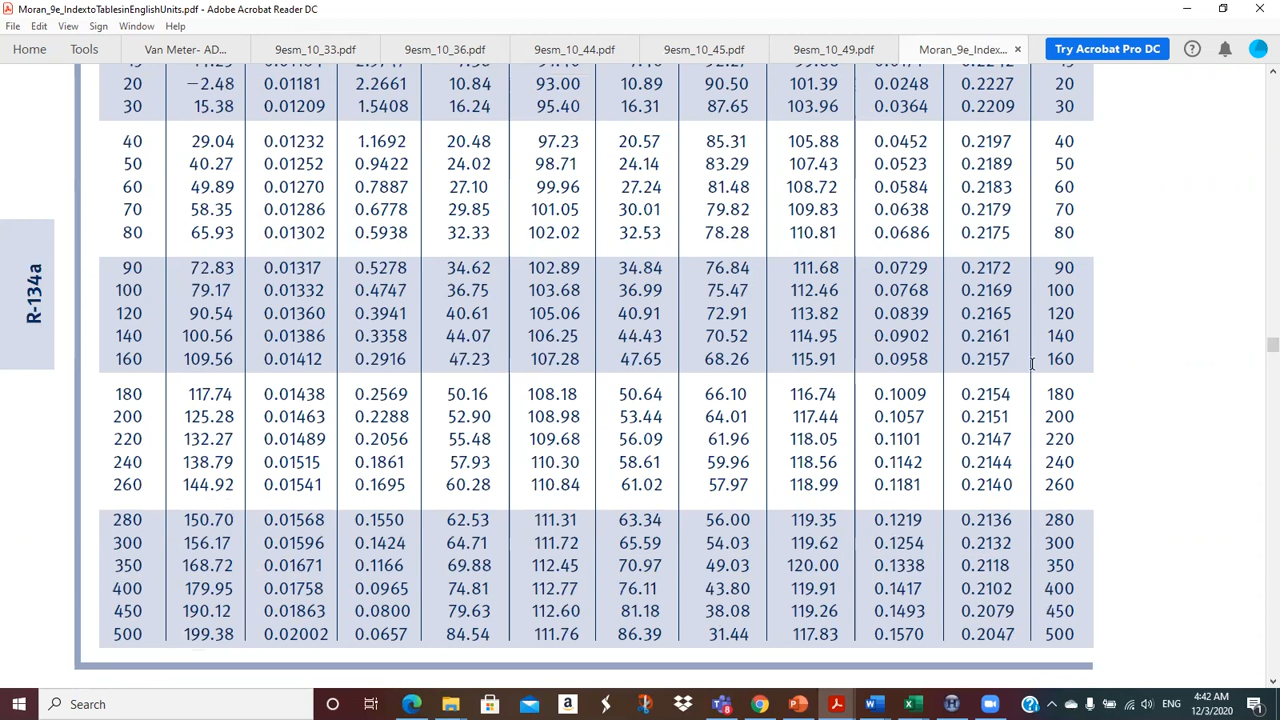 Moran_9e_IndextoTablesinEnglishUnits.pdf - Adobe Acrobat Reader DC
File Edit View Sign Window Help
Home Tools Van Meter- AD... 9esm_10_33.pdf 9esm_10_36.pdf 9esm_10_44.pdf 9esm_10_45.pdf 9esm_10_49.pdf Moran_9e_Index... × Try Acrobat Pro DC
20 −2.48 0.01181 2.2661 10.84 93.00 10.89 90.50 101.39 0.0248 0.2227 20
30 15.38 0.01209 1.5408 16.24 95.40 16.31 87.65 103.96 0.0364 0.2209 30
40 29.04 0.01232 1.1692 20.48 97.23 20.57 85.31 105.88 0.0452 0.2197 40
50 40.27 0.01252 0.9422 24.02 98.71 24.14 83.29 107.43 0.0523 0.2189 50
60 49.89 0.01270 0.7887 27.10 99.96 27.24 81.48 108.72 0.0584 0.2183 60
70 58.35 0.01286 0.6778 29.85 101.05 30.01 79.82 109.83 0.0638 0.2179 70
80 65.93 0.01302 0.5938 32.33 102.02 32.53 78.28 110.81 0.0686 0.2175 80
90 72.83 0.01317 0.5278 34.62 102.89 34.84 76.84 111.68 0.0729 0.2172 90
100 79.17 0.01332 0.4747 36.75 103.68 36.99 75.47 112.46 0.0768 0.2169 100
120 90.54 0.01360 0.3941 40.61 105.06 40.91 72.91 113.82 0.0839 0.2165 120
140 100.56 0.01386 0.3358 44.07 106.25 44.43 70.52 114.95 0.0902 0.2161 140
160 109.56 0.01412 0.2916 47.23 107.28 47.65 68.26 115.91 0.0958 0.2157 160
180 117.74 0.01438 0.2569 50.16 108.18 50.64 66.10 116.74 0.1009 0.2154 180
200 125.28 0.01463 0.2288 52.90 108.98 53.44 64.01 117.44 0.1057 0.2151 200
220 132.27 0.01489 0.2056 55.48 109.68 56.09 61.96 118.05 0.1101 0.2147 220
240 138.79 0.01515 0.1861 57.93 110.30 58.61 59.96 118.56 0.1142 0.2144 240
260 144.92 0.01541 0.1695 60.28 110.84 61.02 57.97 118.99 0.1181 0.2140 260
280 150.70 0.01568 0.1550 62.53 111.31 63.34 56.00 119.35 0.1219 0.2136 280
300 156.17 0.01596 0.1424 64.71 111.72 65.59 54.03 119.62 0.1254 0.2132 300
350 168.72 0.01671 0.1166 69.88 112.45 70.97 49.03 120.00 0.1338 0.2118 350
400 179.95 0.01758 0.0965 74.81 112.77 76.11 43.80 119.91 0.1417 0.2102 400
450 190.12 0.01863 0.0800 79.63 112.60 81.18 38.08 119.26 0.1493 0.2079 450
500 199.38 0.02002 0.0657 84.54 111.76 86.39 31.44 117.83 0.1570 0.2047 500
R-134a
Search
ENG
4:42 AM
12/3/2020